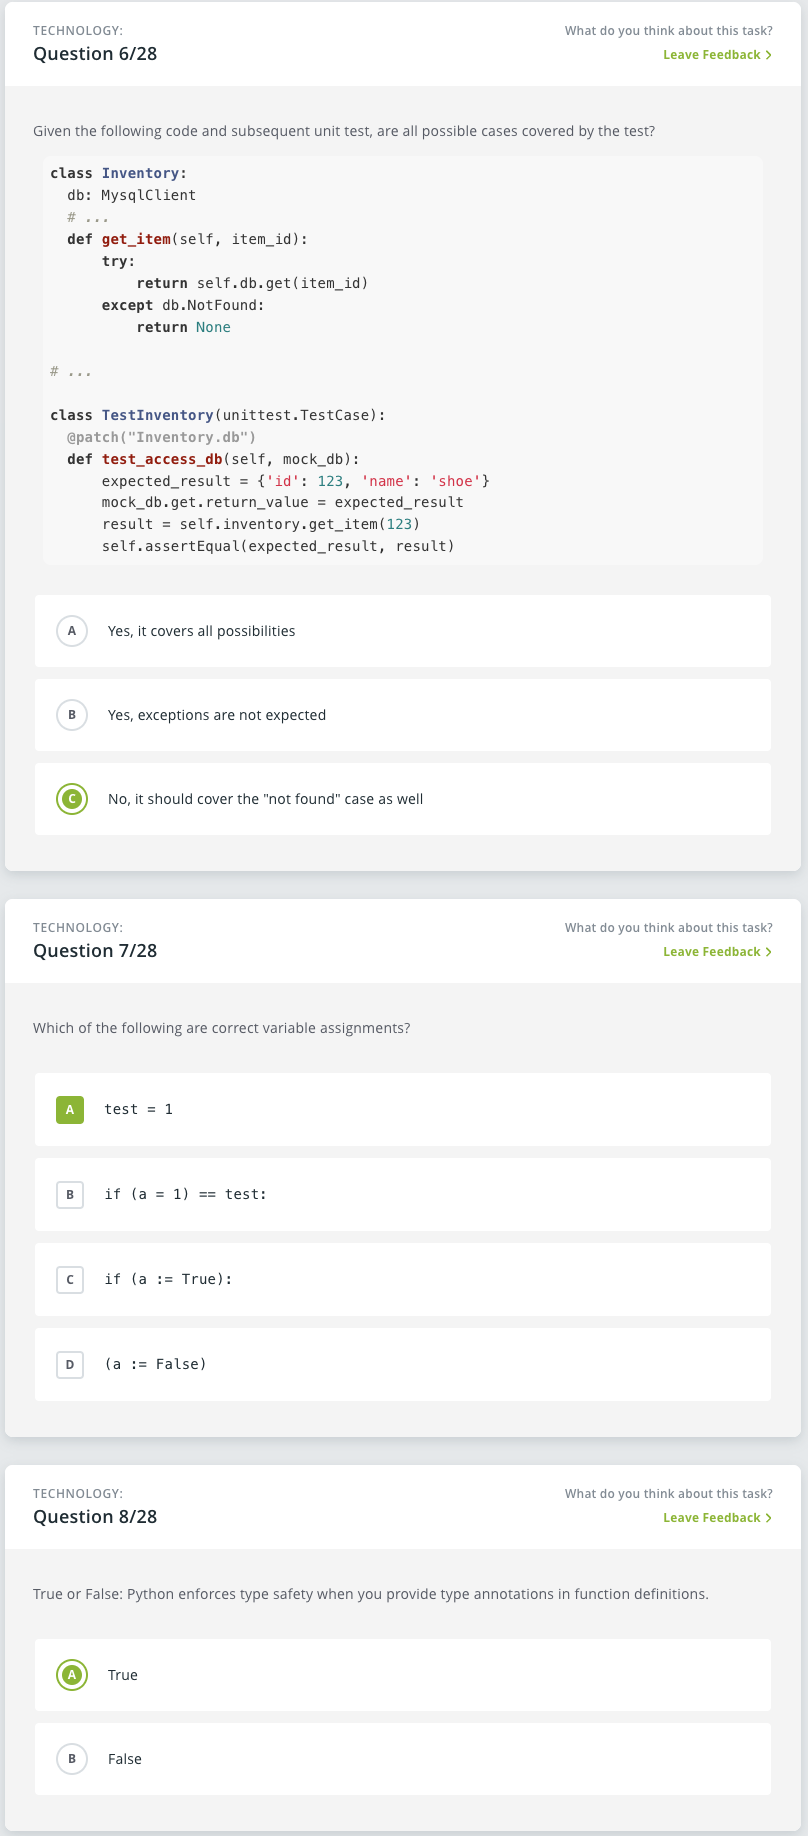 TECHNOLOGY:
Question 6/28
What do you think about this task?
Leave Feedback >
Given the following code and subsequent unit test, are all possible cases covered by the test?
class Inventory:
  db: MysqlClient
  # ...
  def get_item(self, item_id):
      try:
          return self.db.get(item_id)
      except db.NotFound:
          return None
# ...
class TestInventory(unittest.TestCase):
  @patch("Inventory.db")
  def test_access_db(self, mock_db):
      expected_result = {'id': 123, 'name': 'shoe'}
      mock_db.get.return_value = expected_result
      result = self.inventory.get_item(123)
      self.assertEqual(expected_result, result)
A Yes, it covers all possibilities
B Yes, exceptions are not expected
C No, it should cover the "not found" case as well
TECHNOLOGY:
Question 7/28
What do you think about this task?
Leave Feedback >
Which of the following are correct variable assignments?
A test = 1
B if (a = 1) == test:
C if (a := True):
D (a := False)
TECHNOLOGY:
Question 8/28
What do you think about this task?
Leave Feedback >
True or False: Python enforces type safety when you provide type annotations in function definitions.
A True
B False